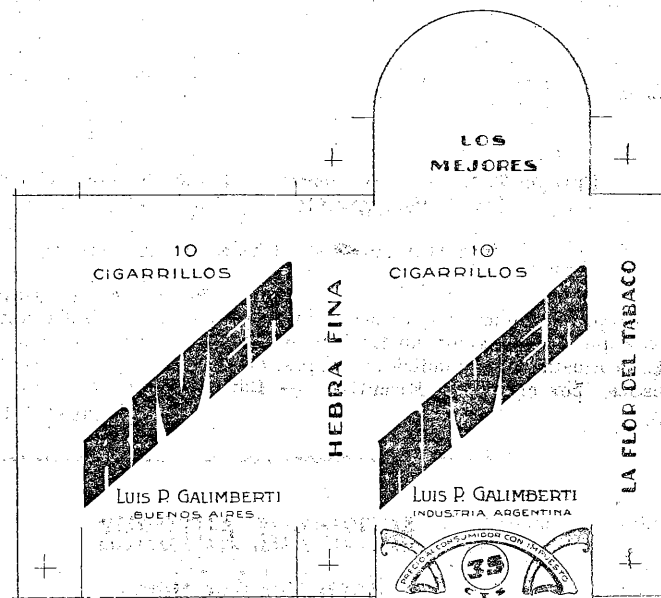 LOS
MEJORES
10
CIGARRILLOS
RIVER
LUIS P. GALIMBERTI
BUENOS AIRES
HEBRA FINA
10
CIGARRILLOS
RIVER
LUIS P. GALIMBERTI
INDUSTRIA ARGENTINA
PRECIO AL CONSUMIDOR CON IMPUESTO
35
CTS
LA FLOR DEL TABACO